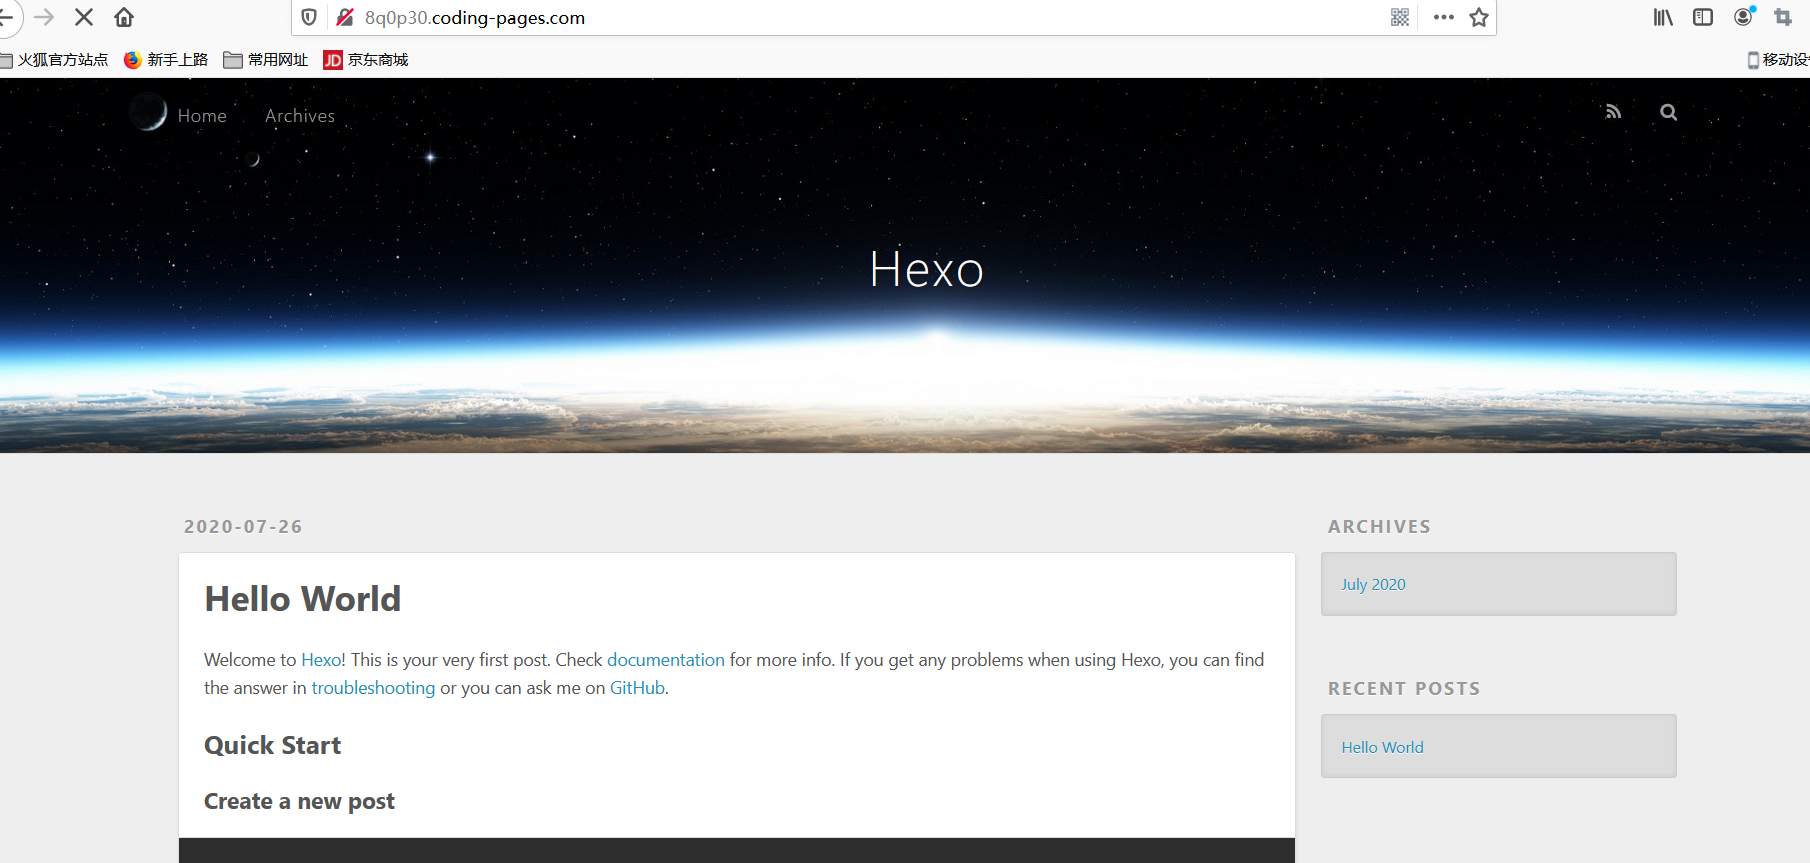 8q0p30.coding-pages.com
火狐官方站点 新手上路 常用网址 JD 京东商城 移动设
Home Archives
Hexo
2020-07-26
Hello World
Welcome to Hexo! This is your very first post. Check documentation for more info. If you get any problems when using Hexo, you can find
the answer in troubleshooting or you can ask me on GitHub.
Quick Start
Create a new post
ARCHIVES
July 2020
RECENT POSTS
Hello World